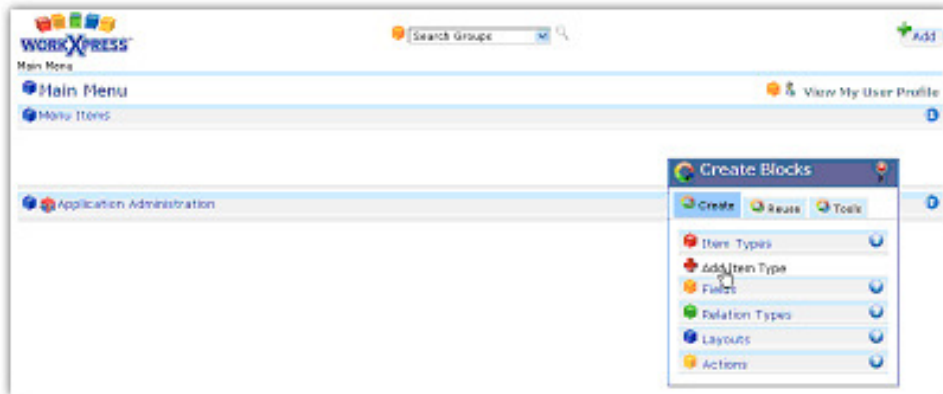 WORKXPRESS
Search Groups
Add
Main Menu
Main Menu
View My User Profile
Menu Items
Application Administration
Create Blocks
Create Reuse Tools
Item Types
Add Item Type
Fields
Relation Types
Layouts
Actions